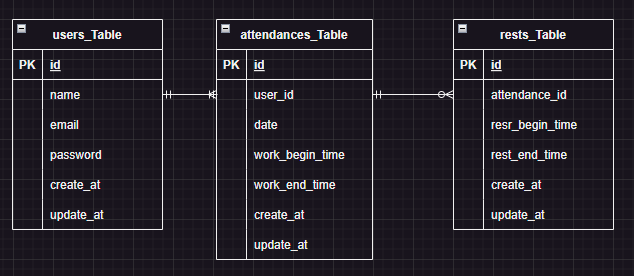 users_Table
PK id
name
email
password
create_at
update_at
attendances_Table
PK id
user_id
date
work_begin_time
work_end_time
create_at
update_at
rests_Table
PK id
attendance_id
resr_begin_time
rest_end_time
create_at
update_at